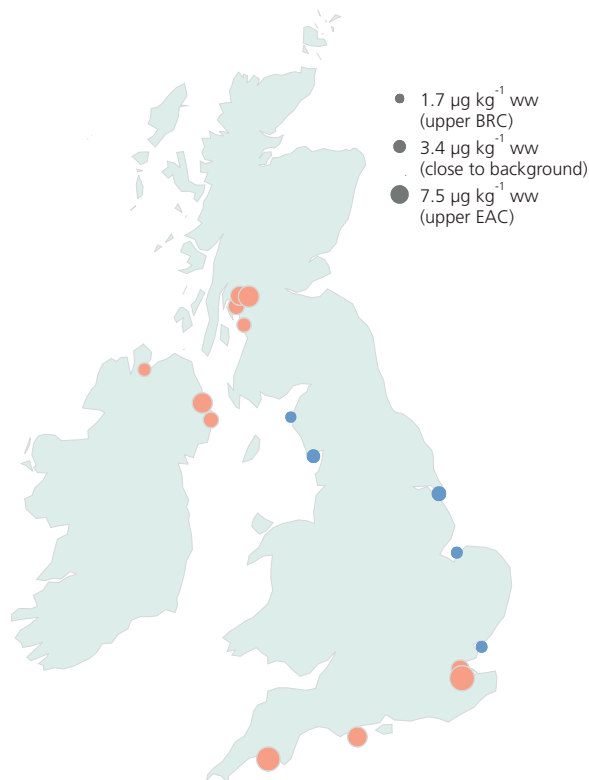 1.7 µg kg⁻¹ ww
(upper BRC)
3.4 µg kg⁻¹ ww
(close to background)
7.5 µg kg⁻¹ ww
(upper EAC)